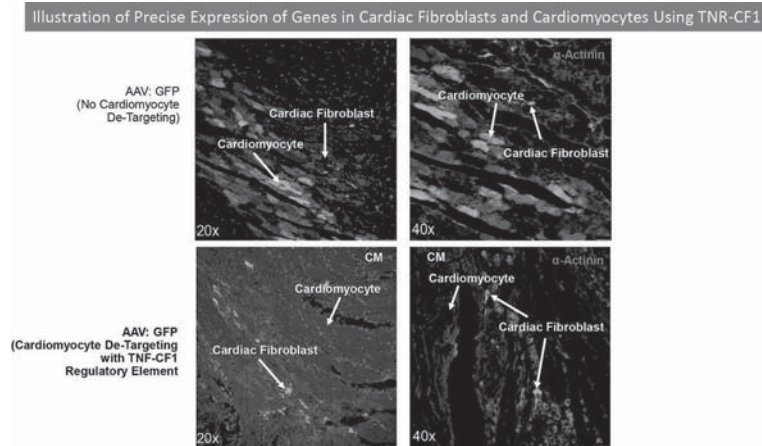 Illustration of Precise Expression of Genes in Cardiac Fibroblasts and Cardiomyocytes Using TNR-CF1
AAV: GFP
(No Cardiomyocyte
De-Targeting)
Cardiac Fibroblast
Cardiomyocyte
20x
α-Actinin
Cardiomyocyte
Cardiac Fibroblast
40x
AAV: GFP
(Cardiomyocyte De-Targeting
with TNF-CF1
Regulatory Element
CM
Cardiomyocyte
Cardiac Fibroblast
20x
CM
α-Actinin
Cardiomyocyte
Cardiac Fibroblast
40x